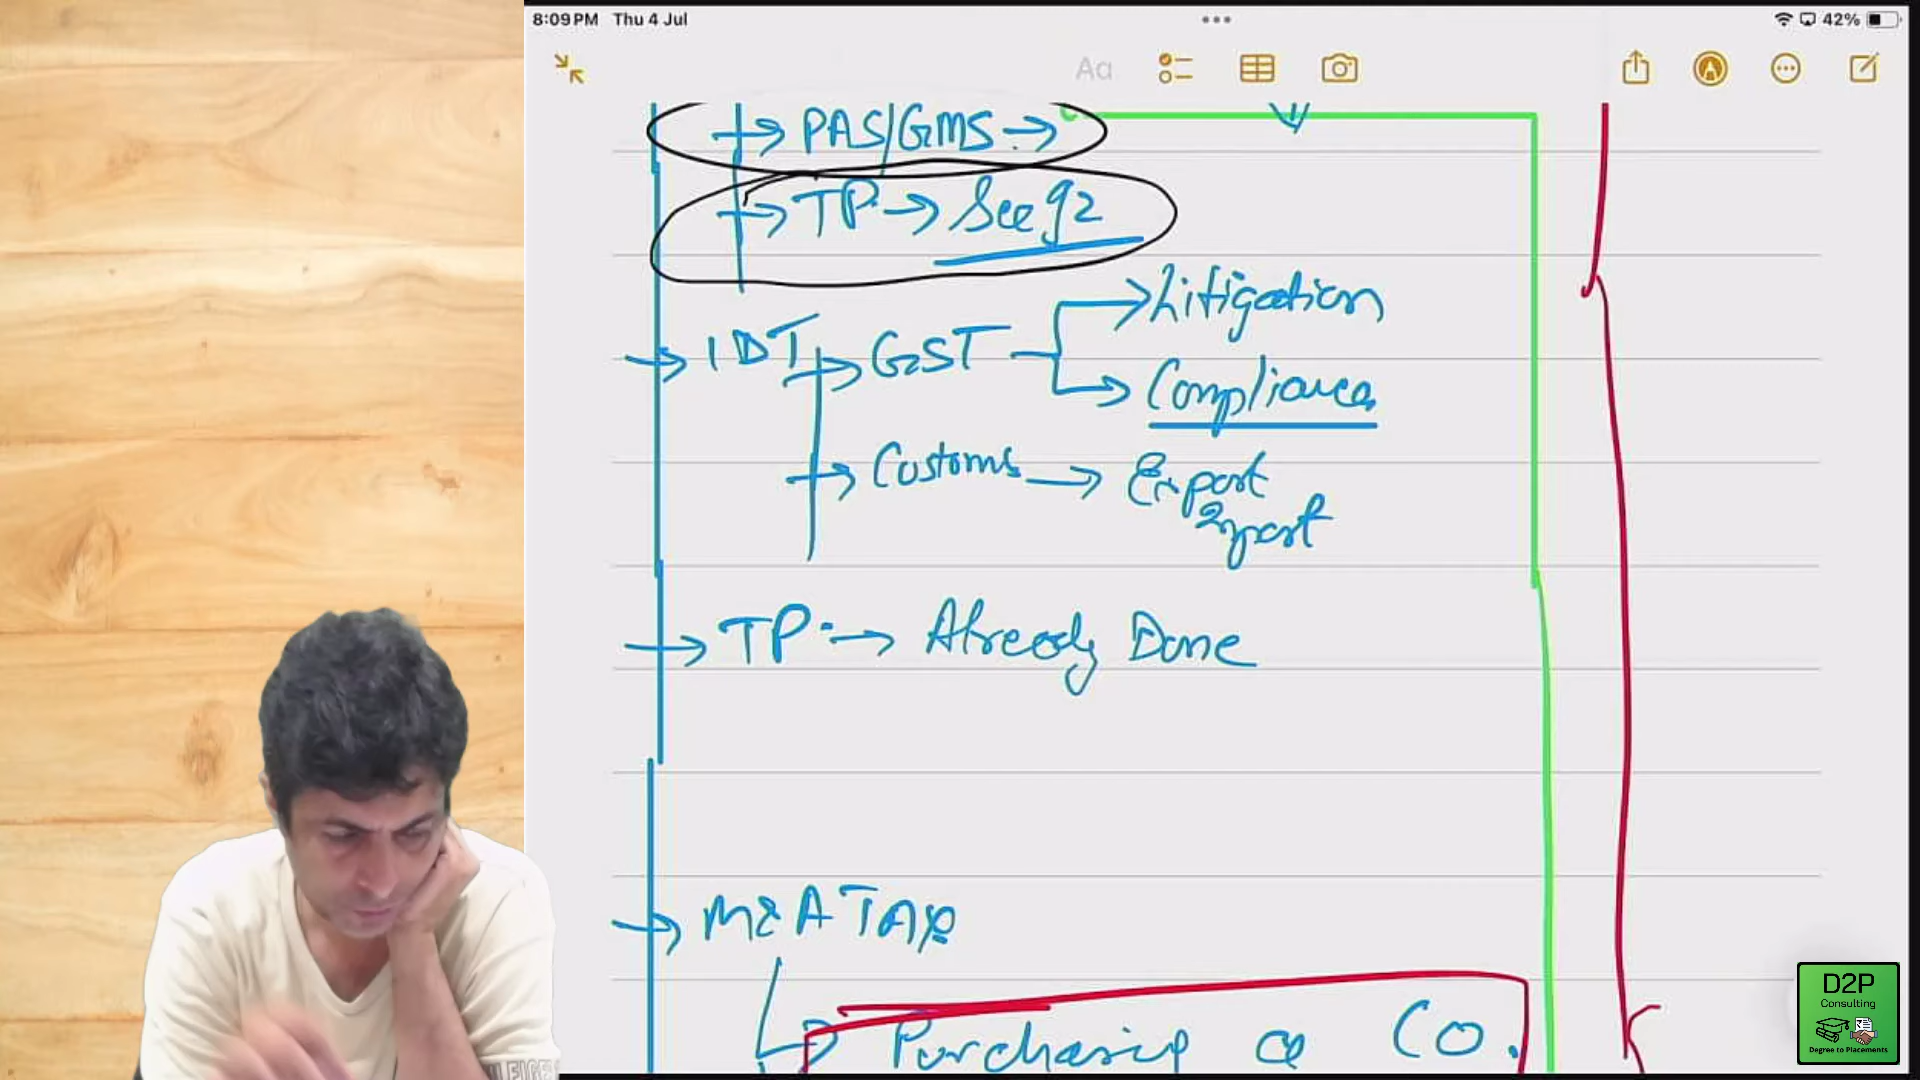 8:09 PM Thu 4 Jul
42%
Aa
→ PAS/GMS →
→ TP → Sec 92
→ IDT → GST → Litigation
→ Compliance
→ Customs → Export
Import
→ TP → Already Done
→ M&A TAX
→ Purchasing a Co.
D2P
Consulting
Degree to Placements